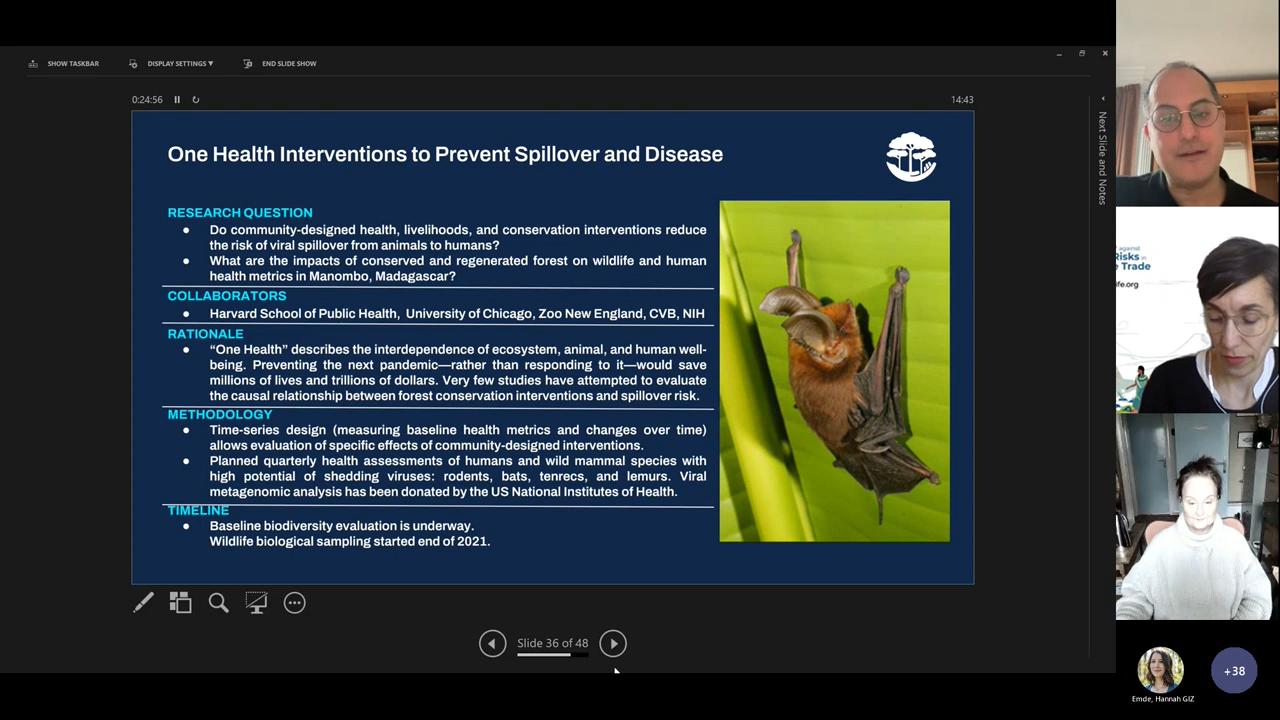 SHOW TASKBAR
DISPLAY SETTINGS ▾
END SLIDE SHOW
0:24:56
14:43
One Health Interventions to Prevent Spillover and Disease
RESEARCH QUESTION
● Do community-designed health, livelihoods, and conservation interventions reduce
the risk of viral spillover from animals to humans?
● What are the impacts of conserved and regenerated forest on wildlife and human
health metrics in Manombo, Madagascar?
COLLABORATORS
● Harvard School of Public Health, University of Chicago, Zoo New England, CVB, NIH
RATIONALE
● “One Health” describes the interdependence of ecosystem, animal, and human well-
being. Preventing the next pandemic—rather than responding to it—would save
millions of lives and trillions of dollars. Very few studies have attempted to evaluate
the causal relationship between forest conservation interventions and spillover risk.
METHODOLOGY
● Time-series design (measuring baseline health metrics and changes over time)
allows evaluation of specific effects of community-designed interventions.
● Planned quarterly health assessments of humans and wild mammal species with
high potential of shedding viruses: rodents, bats, tenrecs, and lemurs. Viral
metagenomic analysis has been donated by the US National Institutes of Health.
TIMELINE
● Baseline biodiversity evaluation is underway.
Wildlife biological sampling started end of 2021.
Slide 36 of 48
Next Slide and Notes
against
Risks in
Trade
life.org
Emde, Hannah GIZ
+38